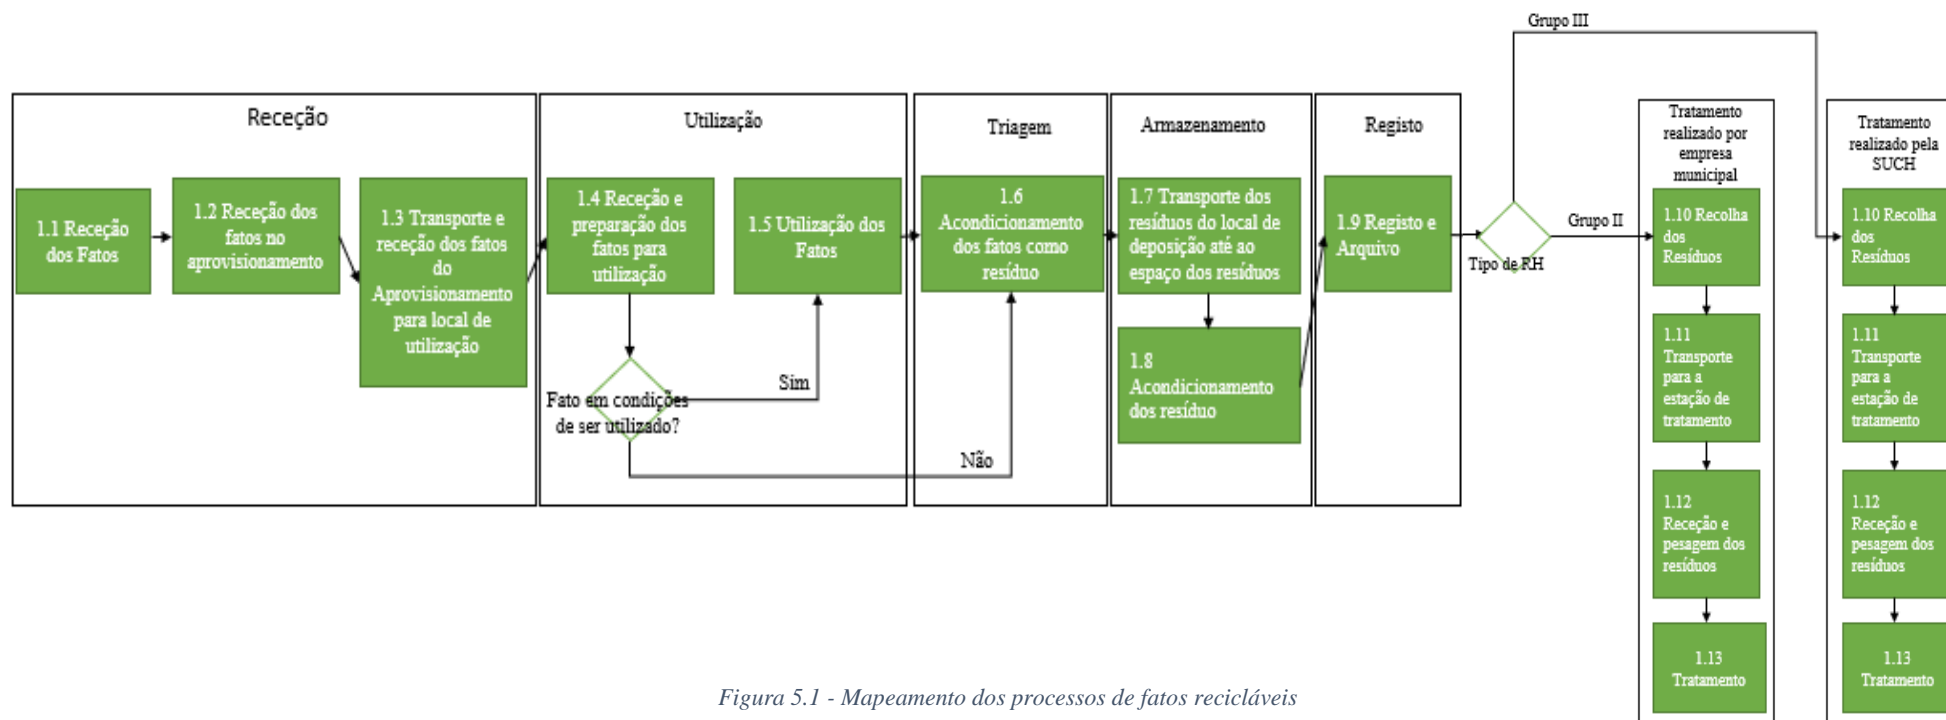 Grupo III
Receção
1.1 Receção
dos Fatos
1.2 Receção dos
fatos no
aprovisionamento
1.3 Transporte e
receção dos fatos
do
Aprovisionamento
para local de
utilização
Utilização
1.4 Receção e
preparação dos
fatos para
utilização
1.5 Utilização dos
Fatos
Fato em condições
de ser utilizado?
Sim
Não
Triagem
1.6
Acondicionamento
dos fatos como
resíduo
Armazenamento
1.7 Transporte dos
resíduos do local de
deposição até ao
espaço dos resíduos
1.8
Acondicionamento
dos resíduo
Registo
1.9 Registo e
Arquivo
Tipo de RH
Grupo II
Tratamento
realizado por
empresa
municipal
1.10 Recolha
dos
Resíduos
1.11
Transporte
para a
estação de
tratamento
1.12
Receção e
pesagem dos
resíduos
1.13
Tratamento
Tratamento
realizado pela
SUCH
1.10 Recolha
dos
Resíduos
1.11
Transporte
para a
estação de
tratamento
1.12
Receção e
pesagem dos
resíduos
1.13
Tratamento
Figura 5.1 - Mapeamento dos processos de fatos recicláveis